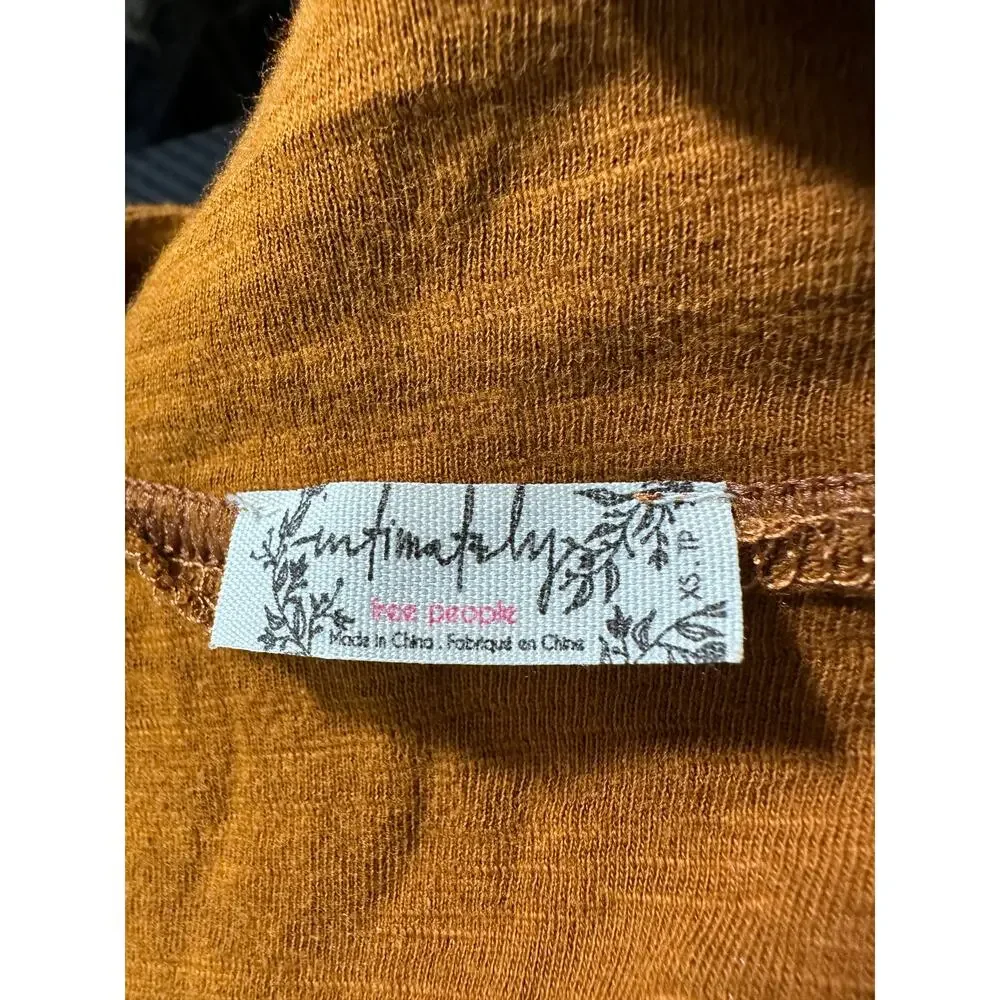 intimately
free people
Made in China . Fabriqué en Chine
XS . TP